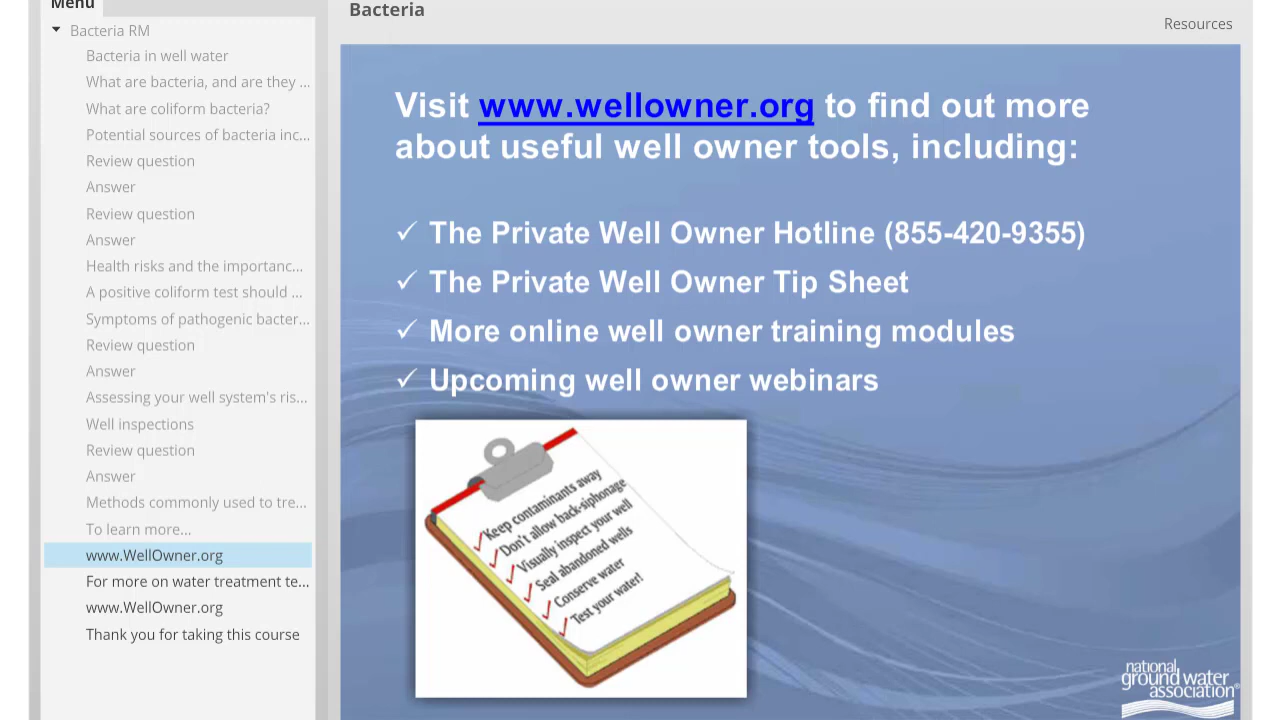 Menu
Bacteria RM
Bacteria in well water
What are bacteria, and are they ...
What are coliform bacteria?
Potential sources of bacteria inc...
Review question
Answer
Review question
Answer
Health risks and the importanc...
A positive coliform test should ...
Symptoms of pathogenic bacter...
Review question
Answer
Assessing your well system's ris...
Well inspections
Review question
Answer
Methods commonly used to tre...
To learn more...
www.WellOwner.org
For more on water treatment te...
www.WellOwner.org
Thank you for taking this course
Bacteria
Resources
Visit www.wellowner.org to find out more
about useful well owner tools, including:
✓ The Private Well Owner Hotline (855-420-9355)
✓ The Private Well Owner Tip Sheet
✓ More online well owner training modules
✓ Upcoming well owner webinars
✓Keep contaminants away
✓Don't allow back-siphonage
✓Visually inspect your well
✓Seal abandoned wells
✓Conserve water
✓Test your water!
national
ground water
association®